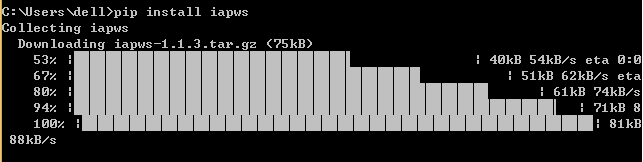 C:\Users\dell>pip install iapws
Collecting iapws
Downloading iapws-1.1.3.tar.gz (75kB)
53% | | 40kB 54kB/s eta 0:0
67% | | 51kB 62kB/s eta
80% | | 61kB 74kB/s
94% | | 71kB 8
100% | | 81kB
88kB/s